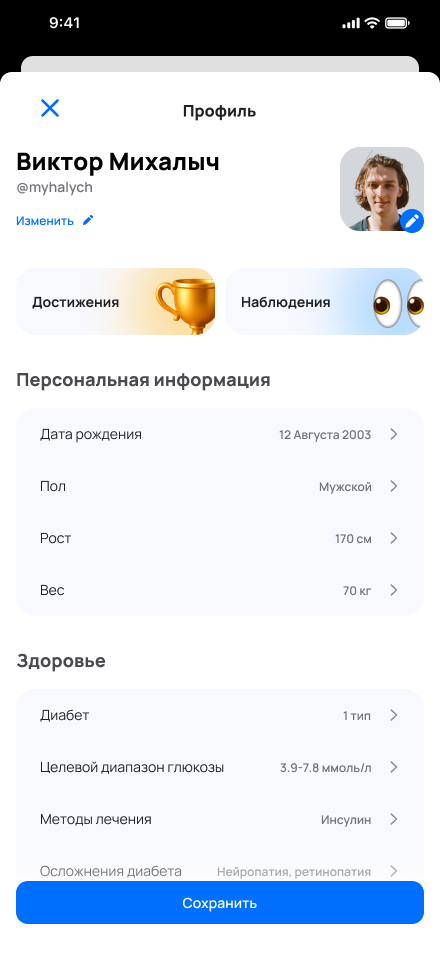 9:41
Профиль
Виктор Михалыч
@myhalych
Изменить
Достижения
Наблюдения
Персональная информация
Дата рождения 12 Августа 2003
Пол Мужской
Рост 170 см
Вес 70 кг
Здоровье
Диабет 1 тип
Целевой диапазон глюкозы 3.9-7.8 ммоль/л
Методы лечения Инсулин
Осложнения диабета Нейропатия, ретинопатия
Сохранить